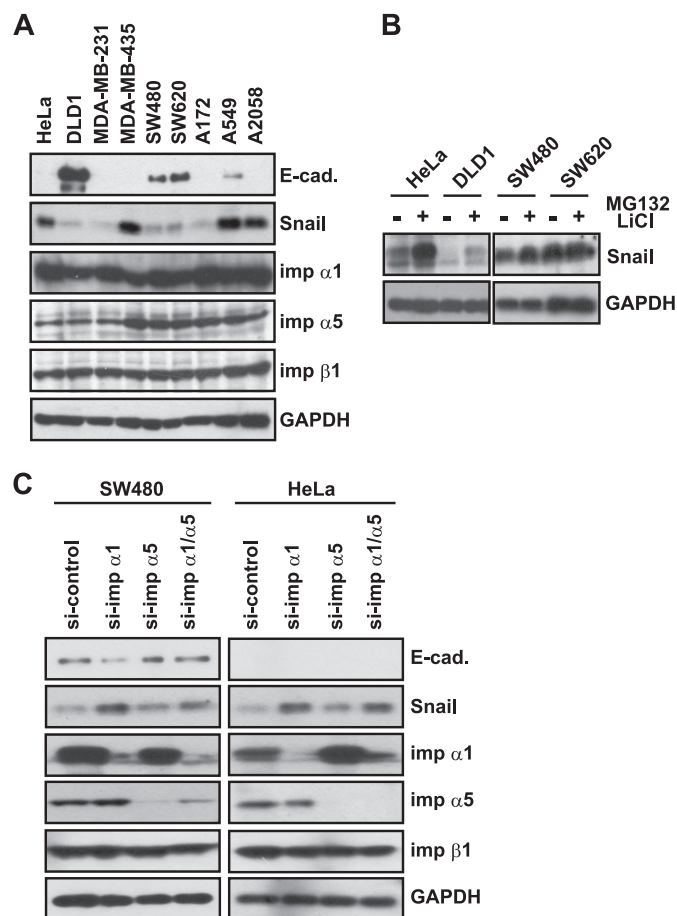 A
HeLa
DLD1
MDA-MB-231
MDA-MB-435
SW480
SW620
A172
A549
A2058
E-cad.
Snail
imp α1
imp α5
imp β1
GAPDH
B
HeLa
DLD1
SW480
SW620
- + - + - + - +
MG132
LiCl
Snail
GAPDH
C
SW480
HeLa
si-control
si-imp α1
si-imp α5
si-imp α1/α5
si-control
si-imp α1
si-imp α5
si-imp α1/α5
E-cad.
Snail
imp α1
imp α5
imp β1
GAPDH